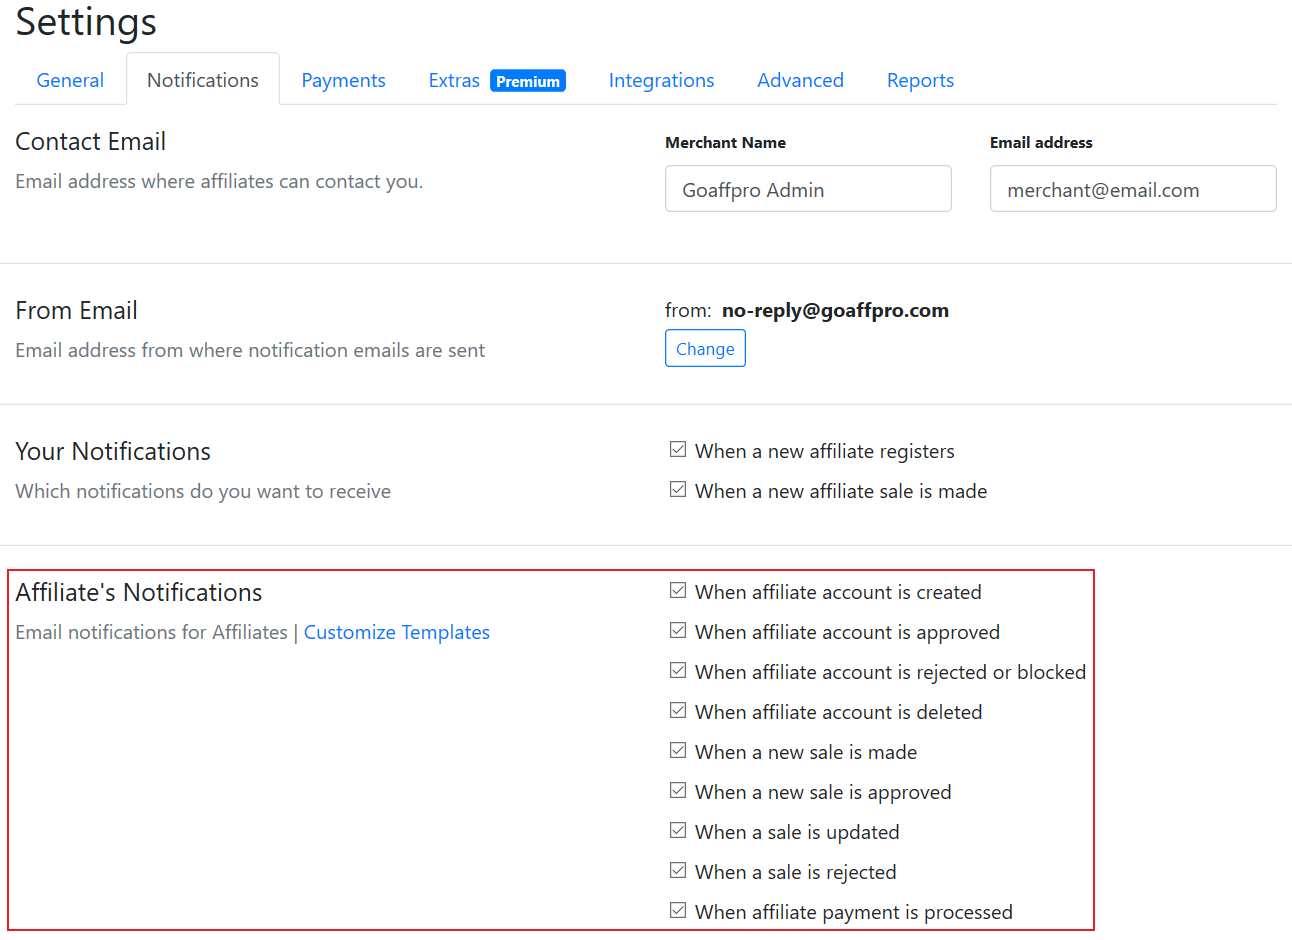 Settings
General Notifications Payments Extras Premium Integrations Advanced Reports
Contact Email
Email address where affiliates can contact you.
Merchant Name
Goaffpro Admin
Email address
merchant@email.com
From Email
Email address from where notification emails are sent
from: no-reply@goaffpro.com
Change
Your Notifications
Which notifications do you want to receive
When a new affiliate registers
When a new affiliate sale is made
Affiliate's Notifications
Email notifications for Affiliates | Customize Templates
When affiliate account is created
When affiliate account is approved
When affiliate account is rejected or blocked
When affiliate account is deleted
When a new sale is made
When a new sale is approved
When a sale is updated
When a sale is rejected
When affiliate payment is processed